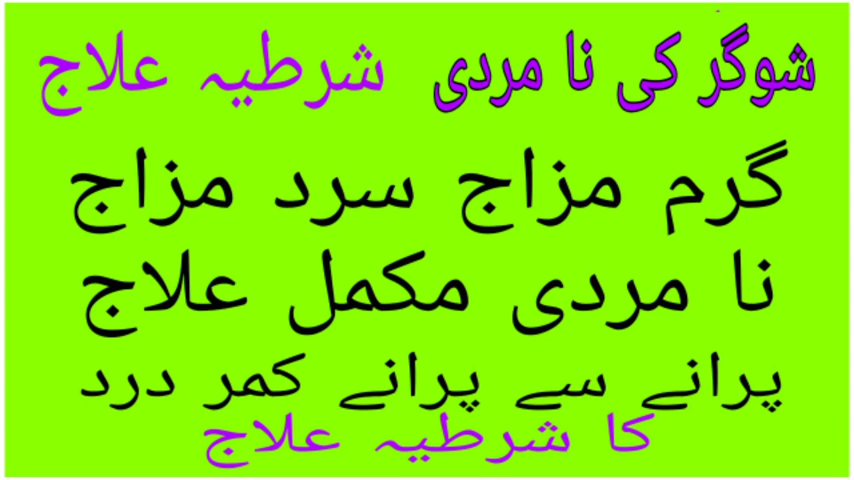 شوگر کی نا مردی شرطیہ علاج
گرم مزاج سرد مزاج
نا مردی مکمل علاج
پرانے سے پرانے کمر درد
کا شرطیہ علاج